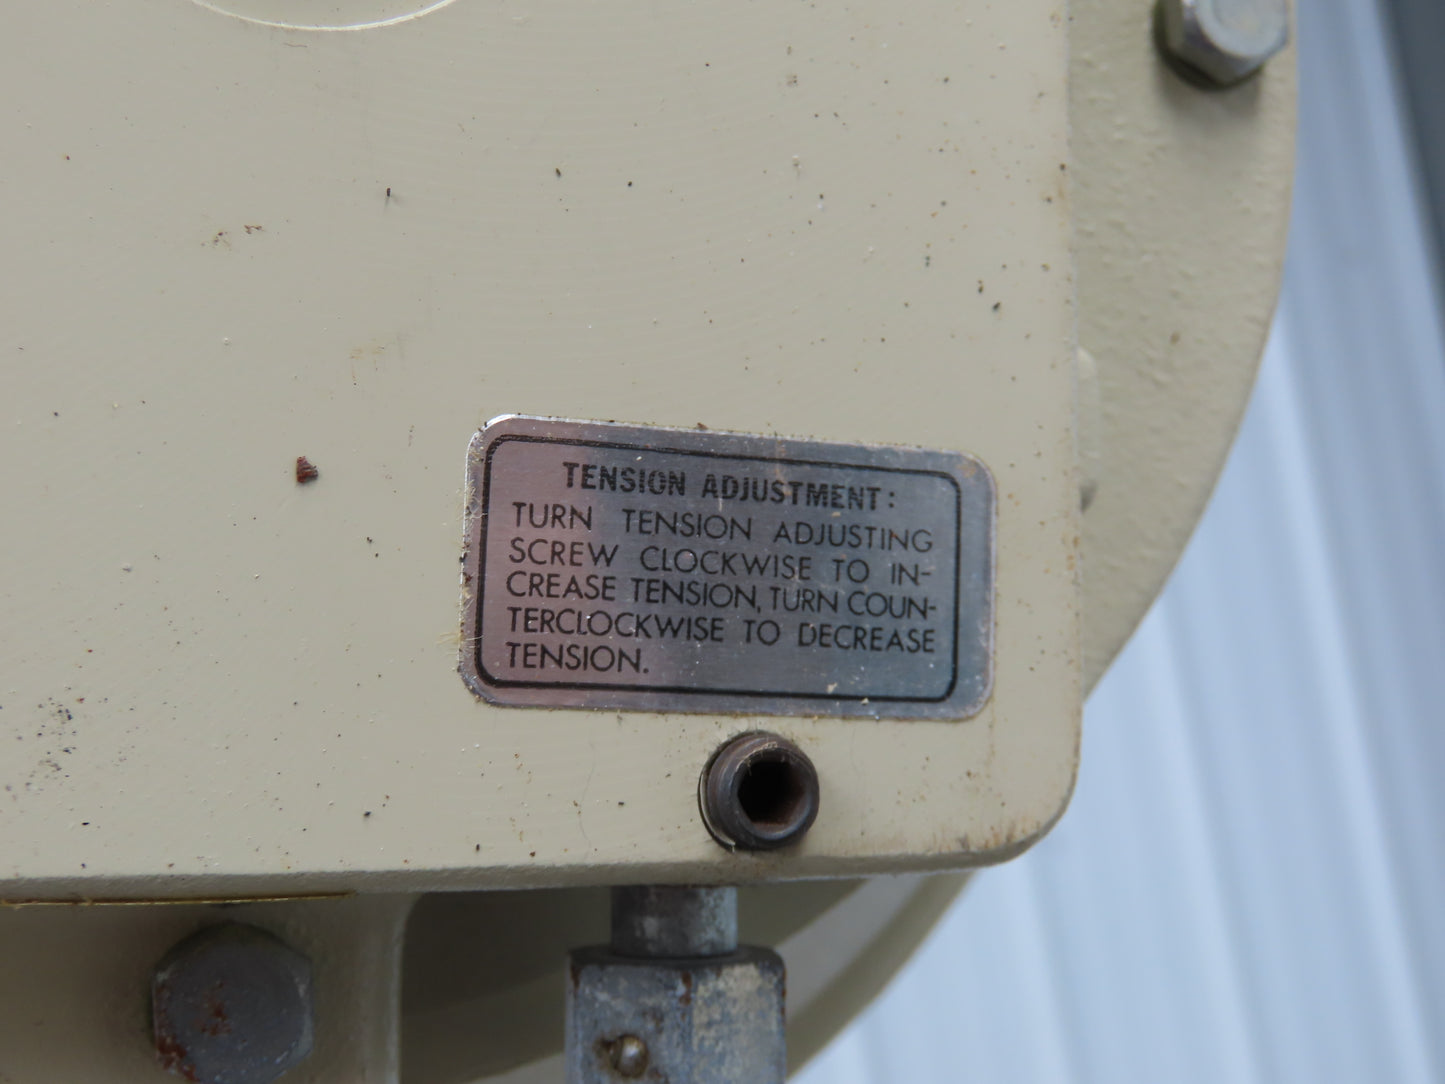 TENSION ADJUSTMENT:
TURN TENSION ADJUSTING
SCREW CLOCKWISE TO IN-
CREASE TENSION, TURN COUN-
TERCLOCKWISE TO DECREASE
TENSION.